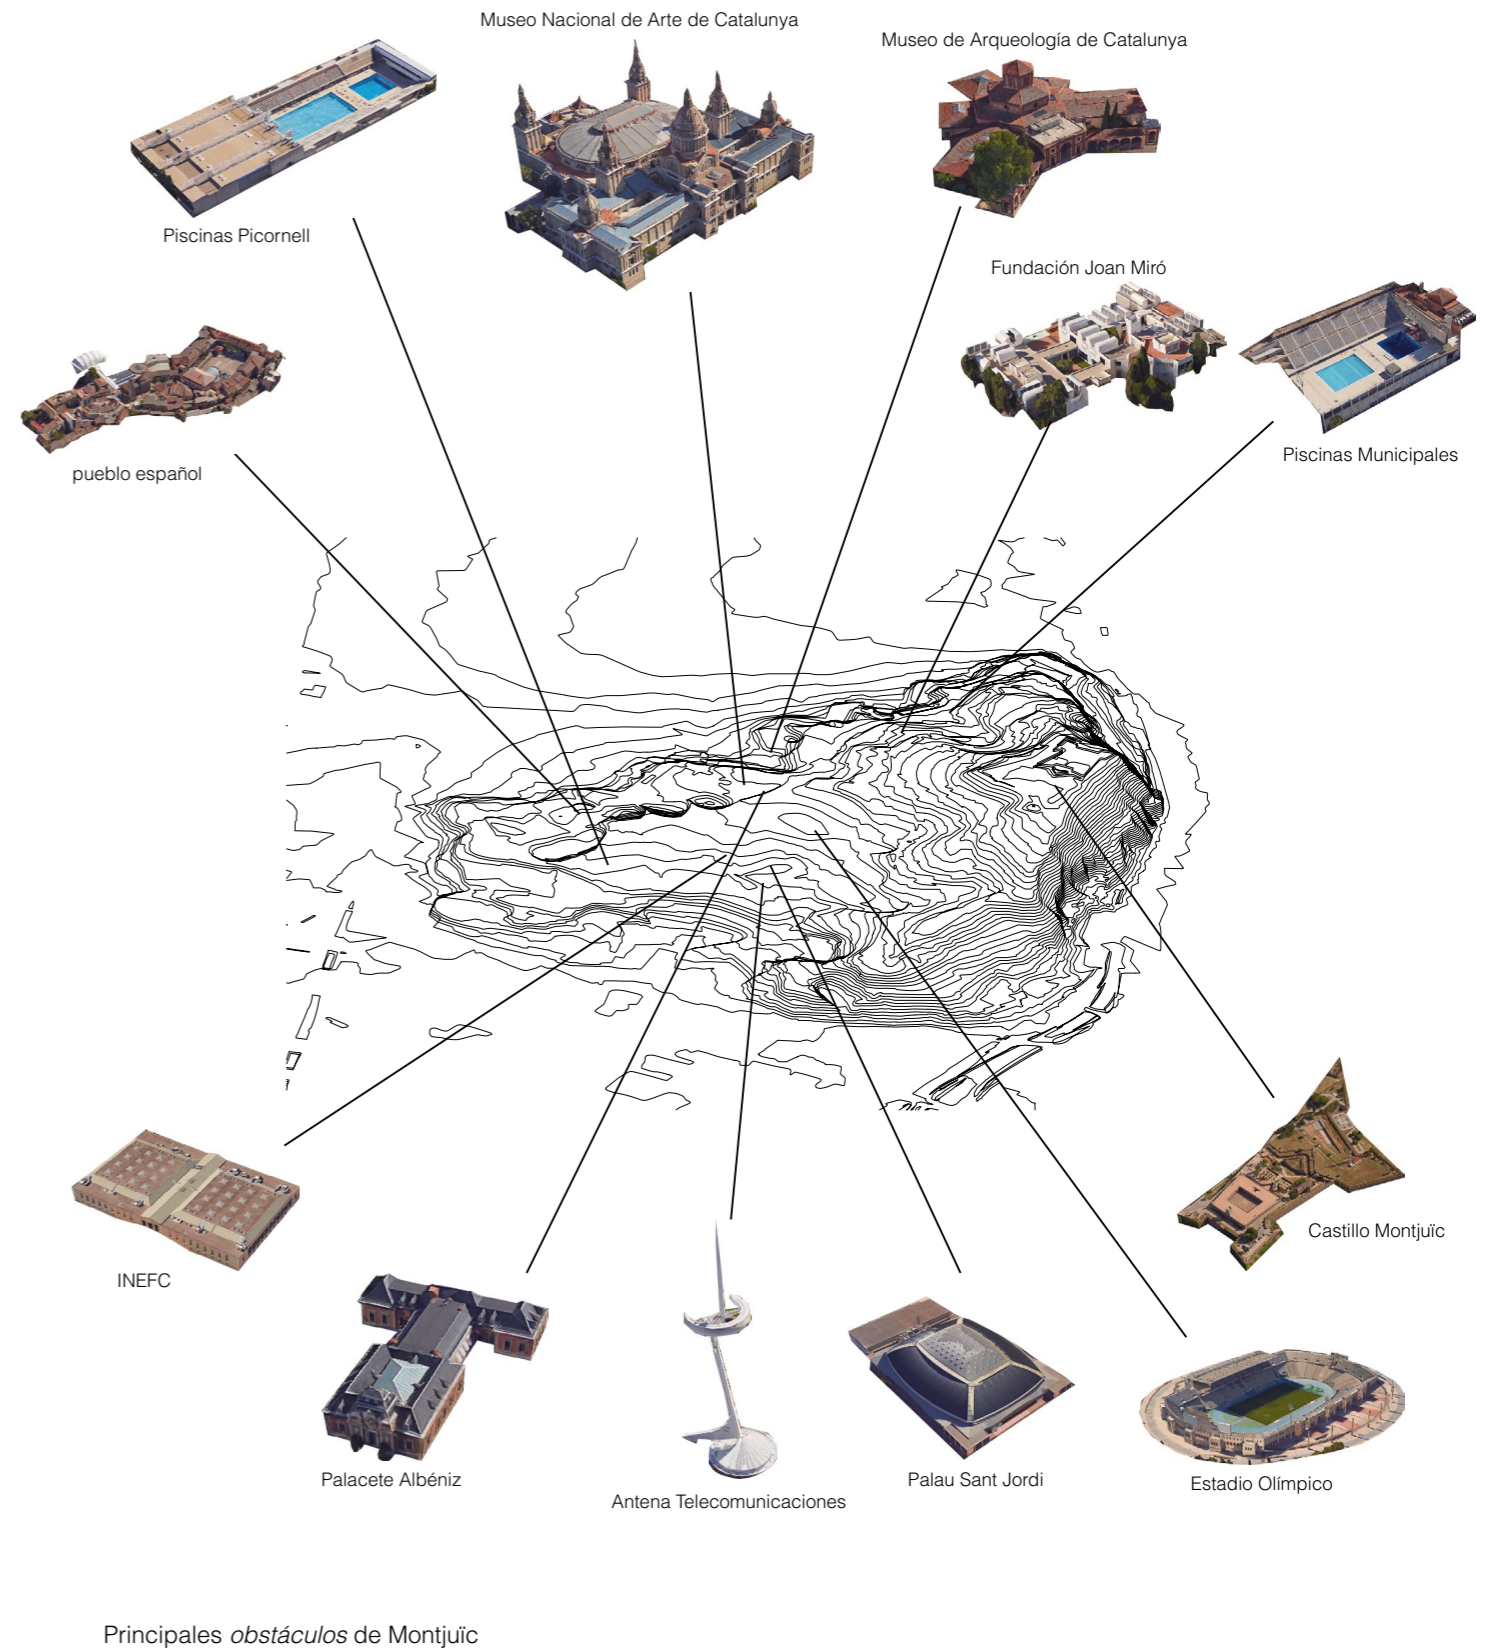 Museo Nacional de Arte de Catalunya
Museo de Arqueología de Catalunya
Piscinas Picornell
Fundación Joan Miró
Piscinas Municipales
pueblo español
Castillo Montjuïc
INEFC
Palacete Albéniz
Antena Telecomunicaciones
Palau Sant Jordi
Estadio Olímpico
Principales obstáculos de Montjuïc